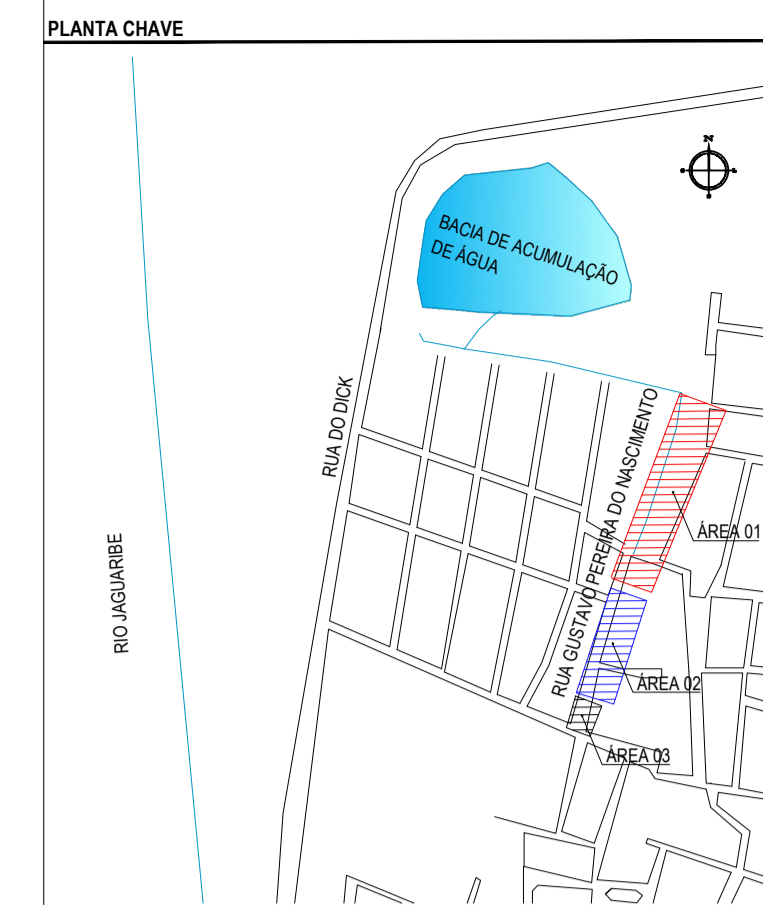 PLANTA CHAVE
N
BACIA DE ACUMULAÇÃO
DE ÁGUA
RUA DO DICK
RUA GUSTAVO PEREIRA DO NASCIMENTO
ÁREA 01
RIO JAGUARIBE
ÁREA 02
ÁREA 03